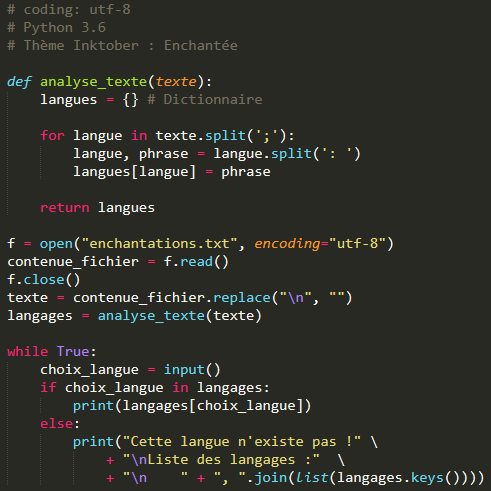 # coding: utf-8
# Python 3.6
# Thème Inktober : Enchantée
def analyse_texte(texte):
langues = {} # Dictionnaire
for langue in texte.split(';'):
langue, phrase = langue.split(': ')
langues[langue] = phrase
return langues
f = open("enchantations.txt", encoding="utf-8")
contenue_fichier = f.read()
f.close()
texte = contenue_fichier.replace("\n", "")
langages = analyse_texte(texte)
while True:
choix_langue = input()
if choix_langue in langages:
print(langages[choix_langue])
else:
print("Cette langue n'existe pas !" \
+ "\nListe des langages :"  \
+ "\n    " + ", ".join(list(langages.keys())))